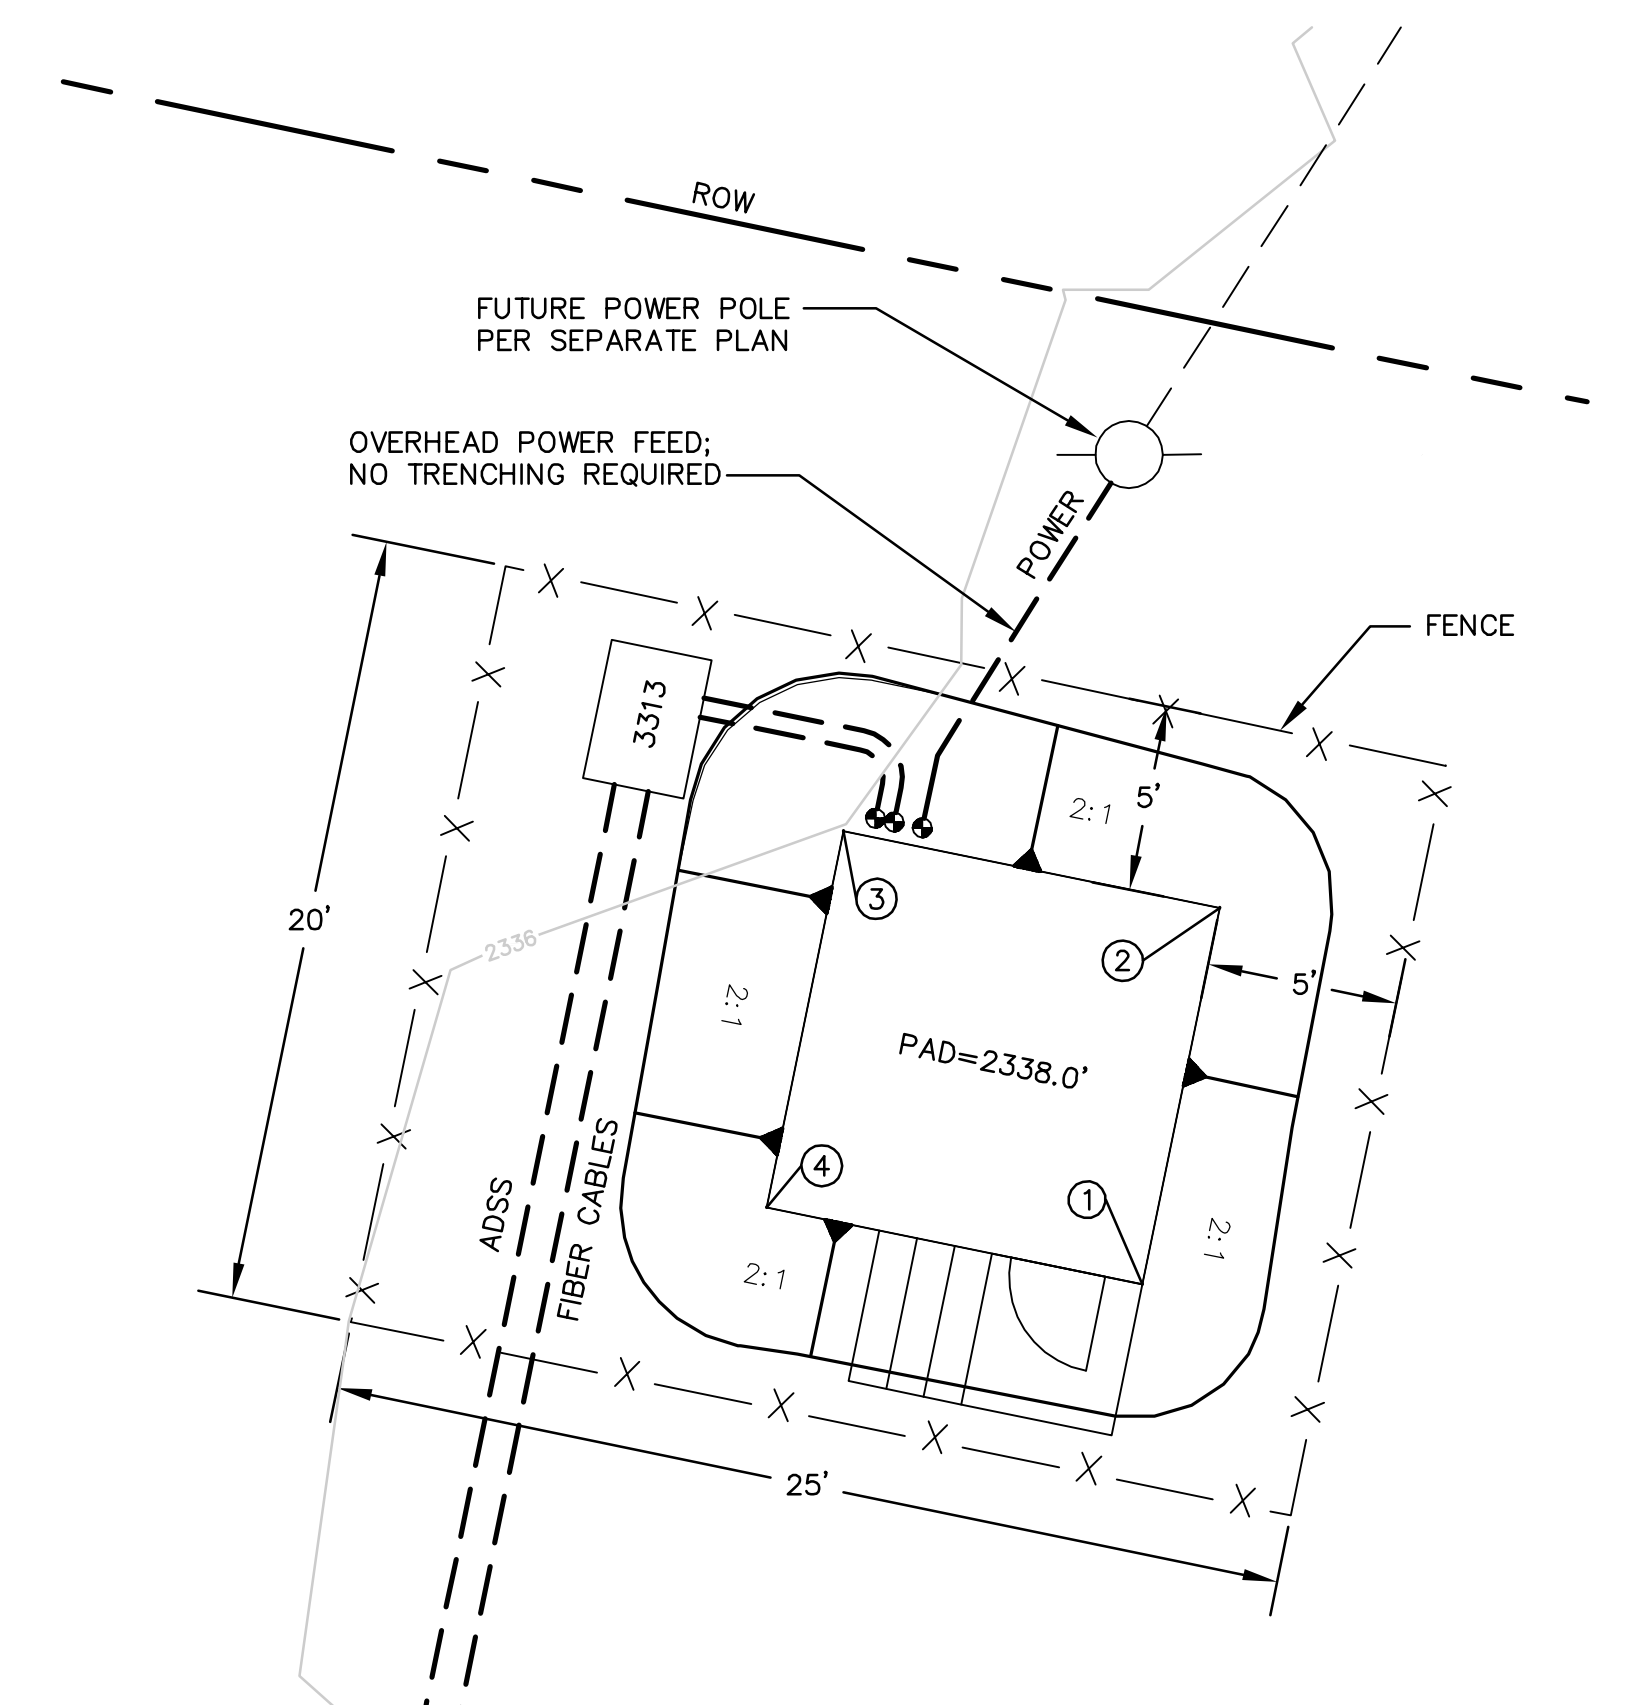 ROW
FUTURE POWER POLE
PER SEPARATE PLAN
OVERHEAD POWER FEED;
NO TRENCHING REQUIRED
POWER
FENCE
3313
2:1
5'
20'
3
2336
2
5'
2:1
PAD=2338.0'
4
1
ADSS
FIBER CABLES
2:1
2:1
25'